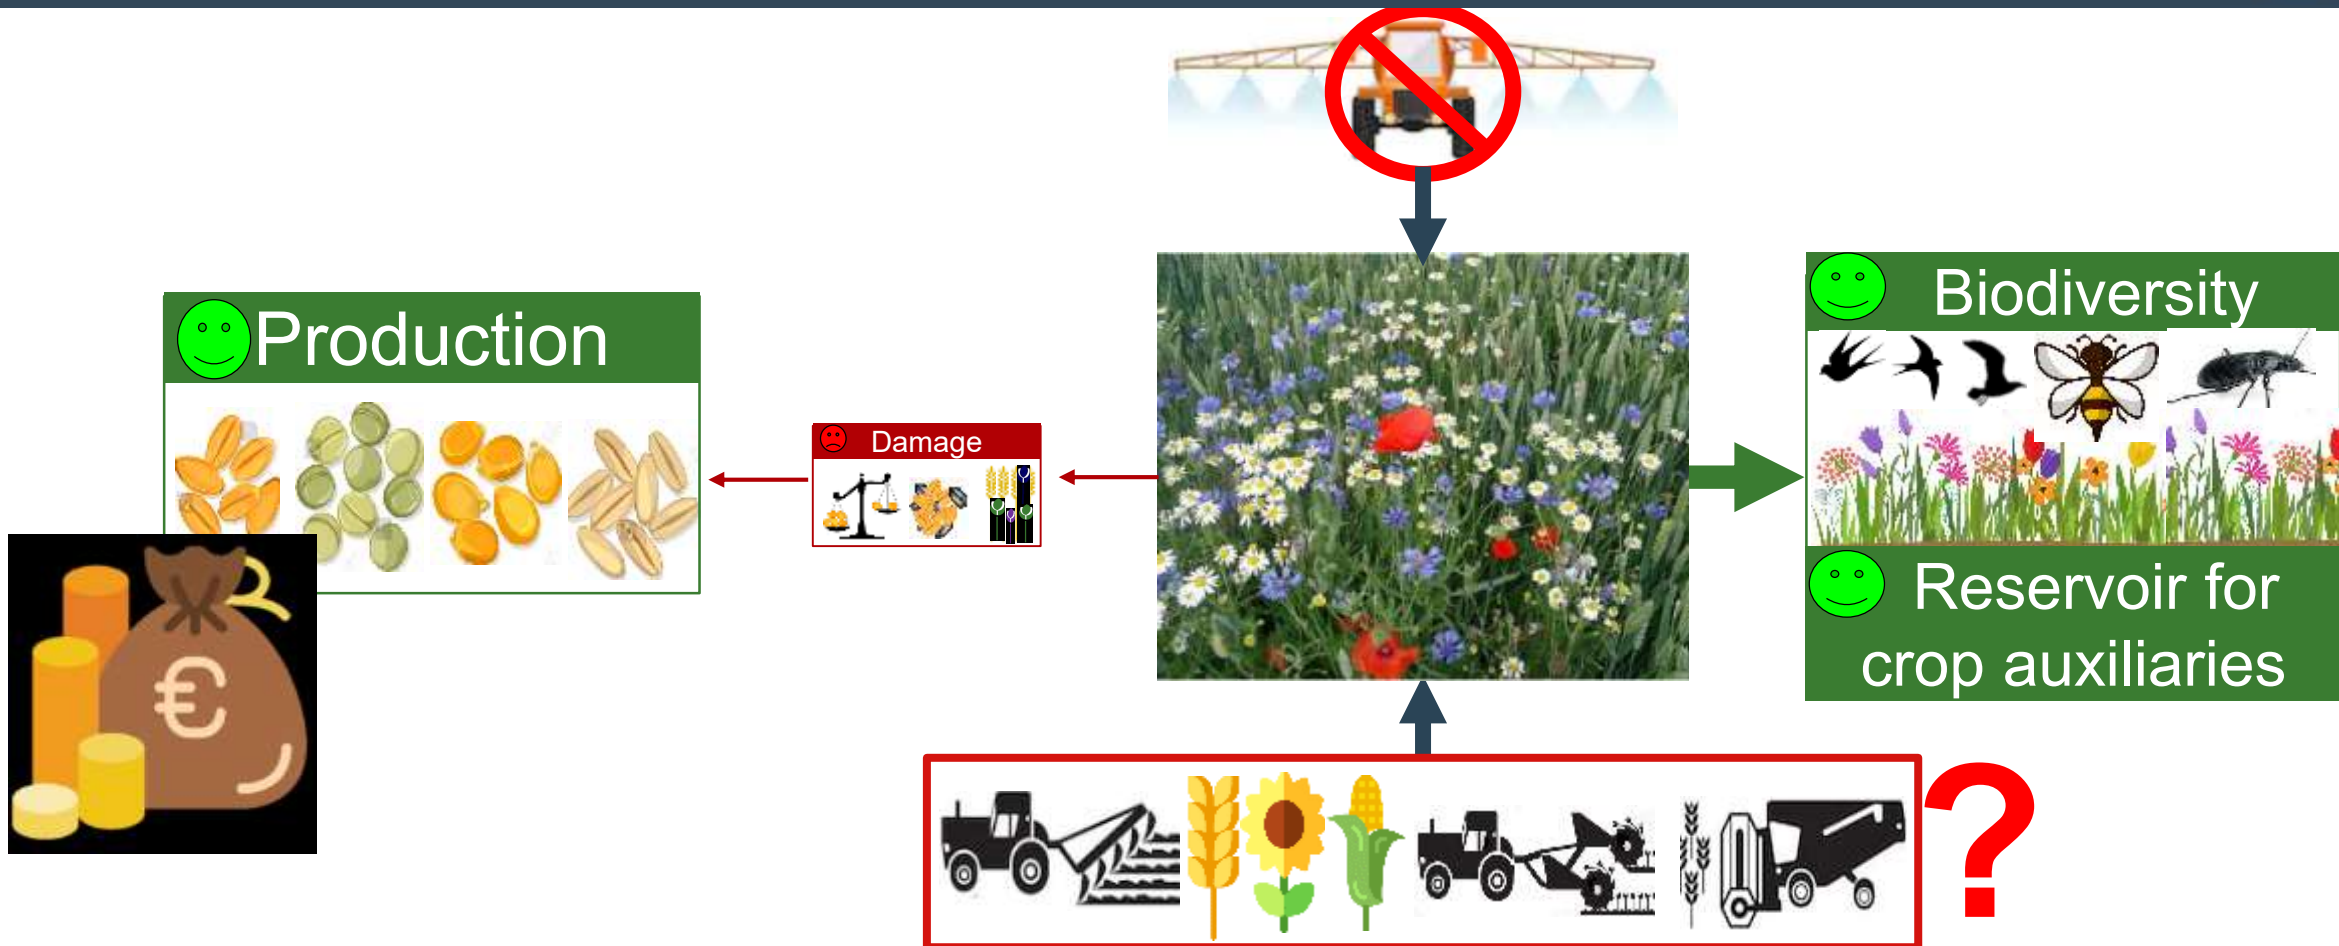 Production
Damage
Biodiversity
Reservoir for
crop auxiliaries
€
?